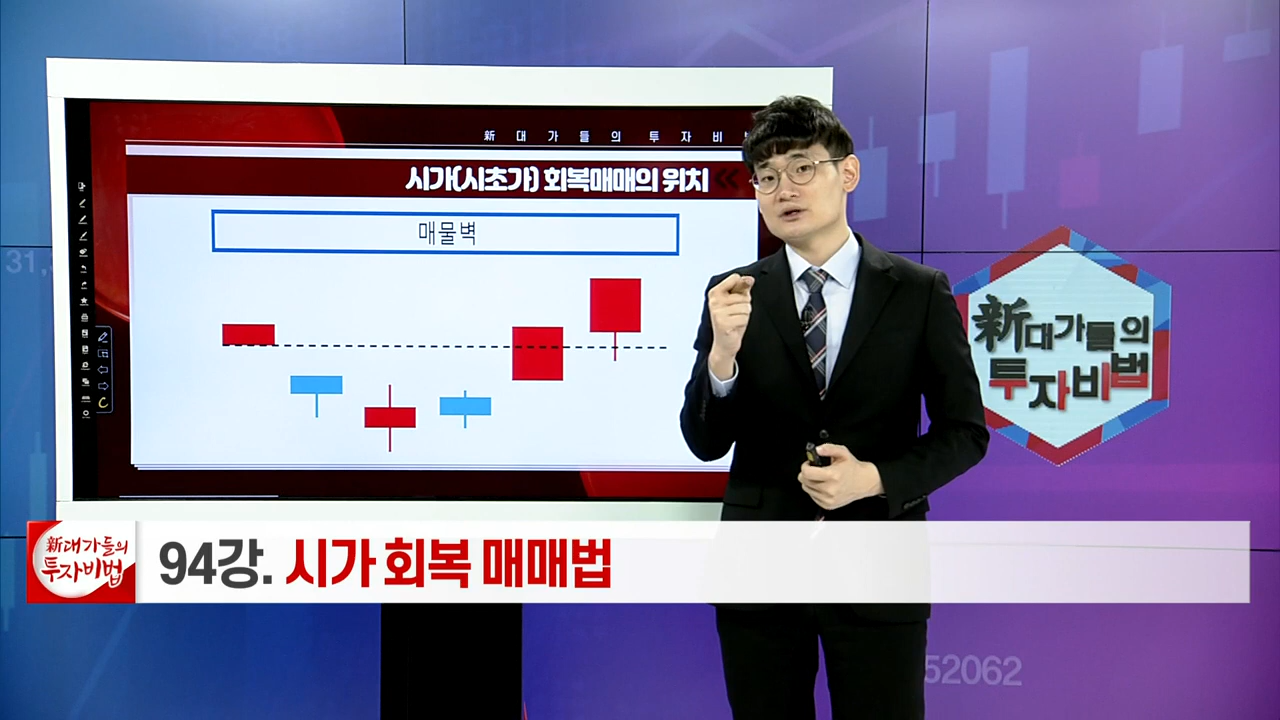 新 대 가 들 의 투 자 비
시가(시초가) 회복매매의 위치
매물벽
31,
新대가들의
투자비법
新대가들의
투자비법
94강. 시가 회복 매매법
52062